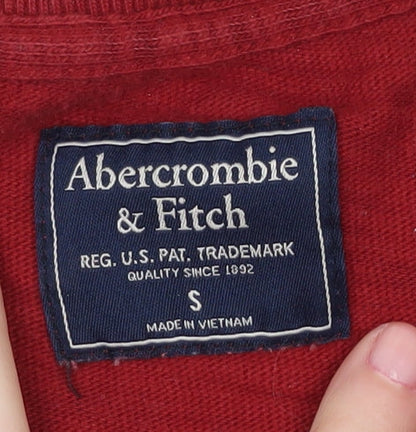 Abercrombie
& Fitch
REG. U.S. PAT. TRADEMARK
QUALITY SINCE 1892
S
MADE IN VIETNAM